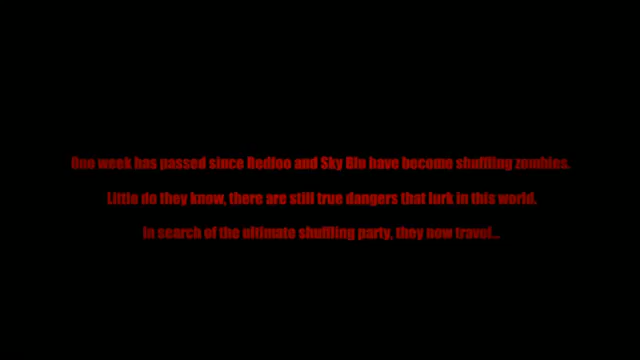 One week has passed since Redfoo and Sky Blu have become shuffling zombies.
Little do they know, there are still true dangers that lurk in this world.
In search of the ultimate shuffling party, they now travel...